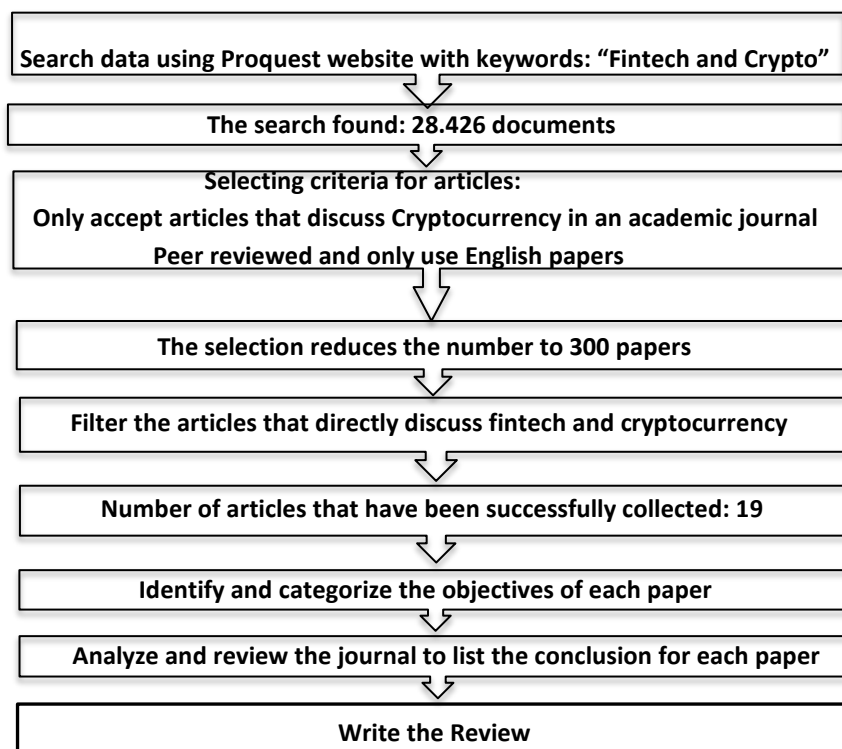 Search data using Proquest website with keywords: “Fintech and Crypto”
The search found: 28.426 documents
Selecting criteria for articles:
Only accept articles that discuss Cryptocurrency in an academic journal
Peer reviewed and only use English papers
The selection reduces the number to 300 papers
Filter the articles that directly discuss fintech and cryptocurrency
Number of articles that have been successfully collected: 19
Identify and categorize the objectives of each paper
Analyze and review the journal to list the conclusion for each paper
Write the Review